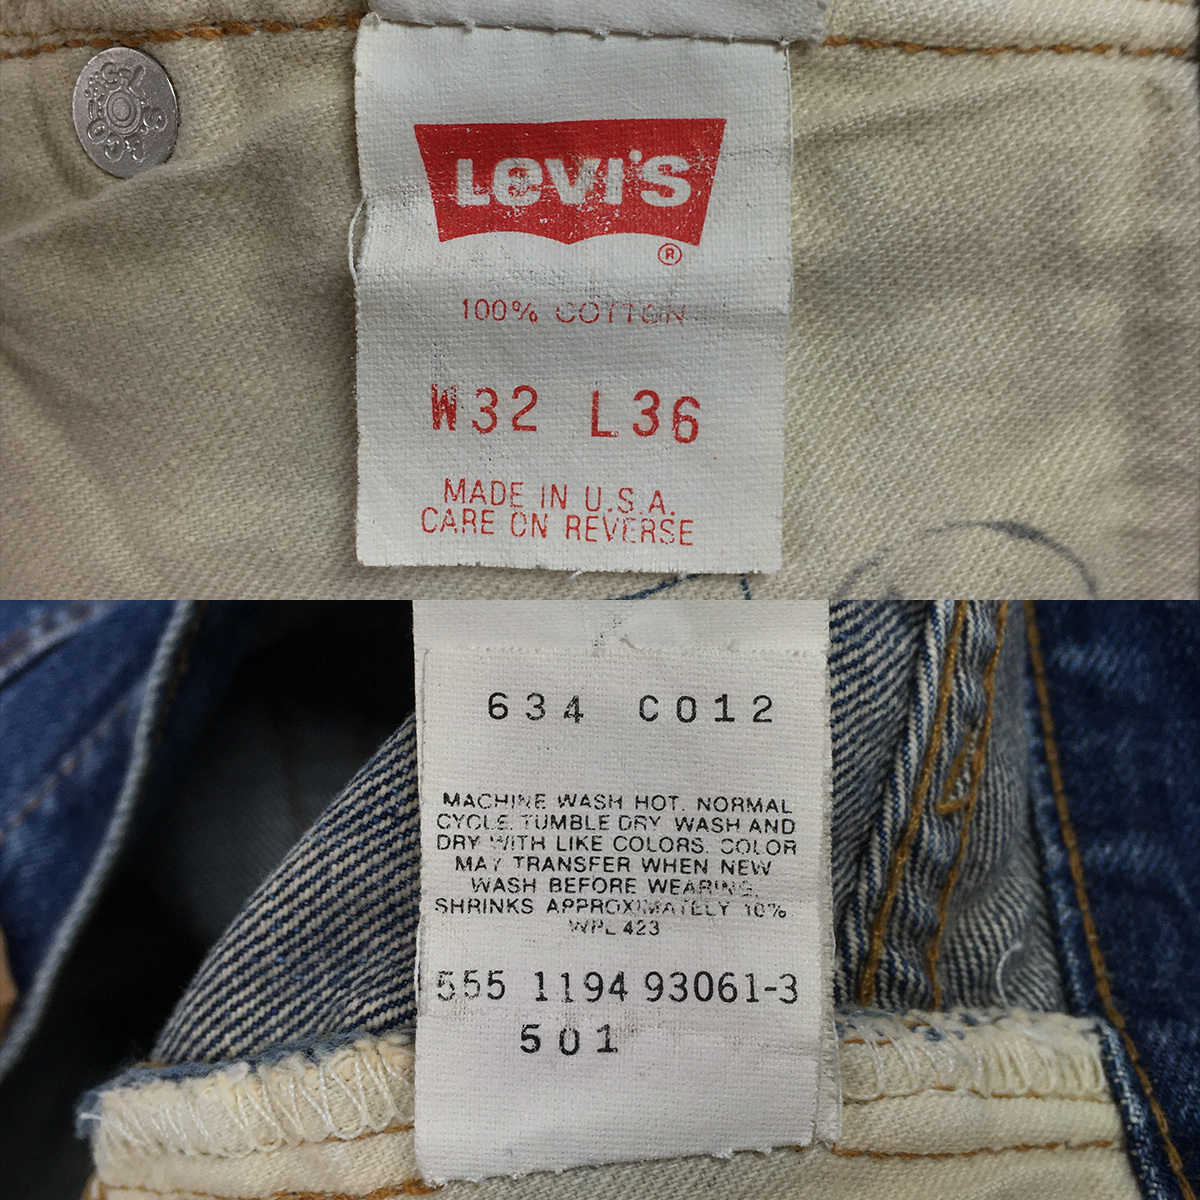 LEVI'S
®
100% COTTON
W32 L36
MADE IN U.S.A.
CARE ON REVERSE
634 C012
MACHINE WASH HOT. NORMAL
CYCLE. TUMBLE DRY WASH AND
DRY WITH LIKE COLORS. COLOR
MAY TRANSFER WHEN NEW
WASH BEFORE WEARING.
SHRINKS APPROXIMATELY 10%
WPL 423
555 1194 93061-3
501